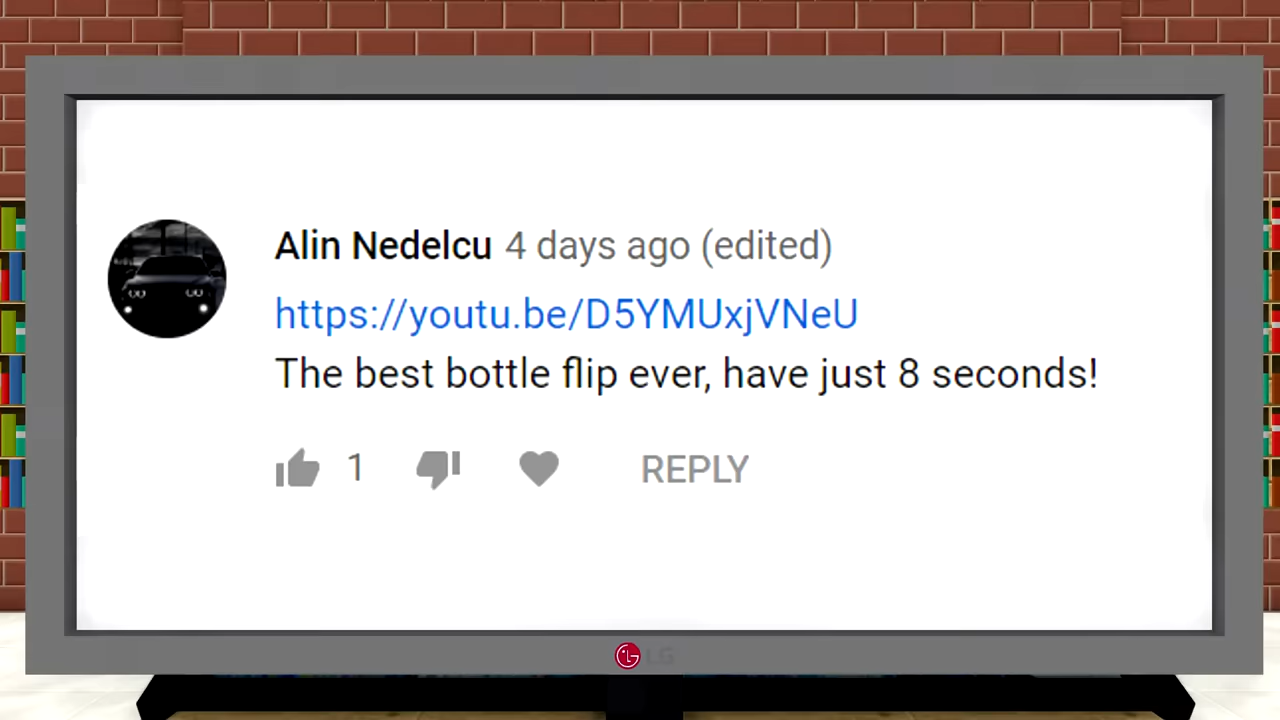 Alin Nedelcu 4 days ago (edited)
https://youtu.be/D5YMUxjVNeU
The best bottle flip ever, have just 8 seconds!
1 REPLY
LG